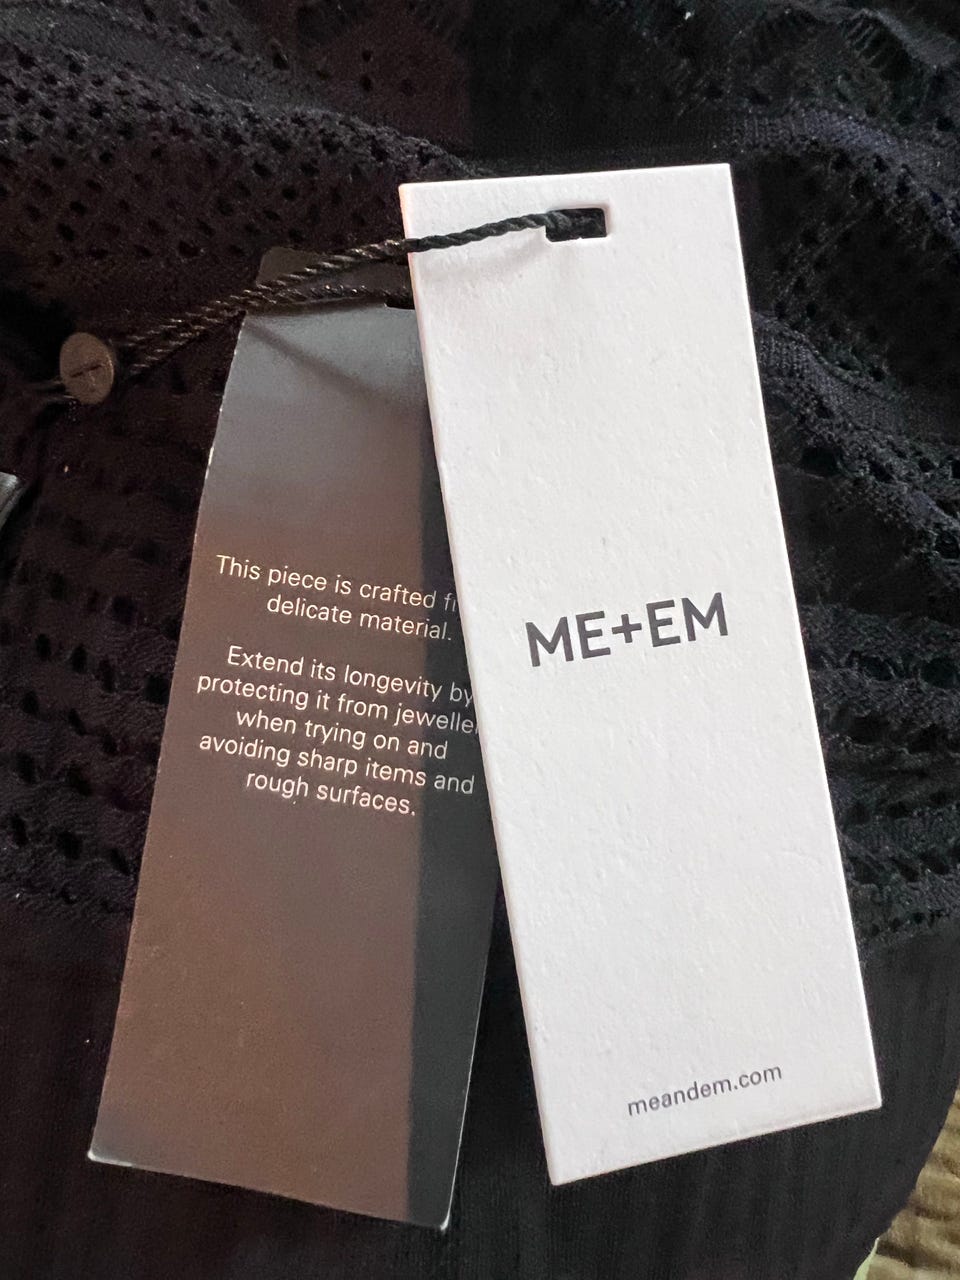 This piece is crafted
delicate material.
Extend its longevity by
protecting it from
when trying on and
avoiding sharp items and
rough surfaces.
ME+EM
meandem.com